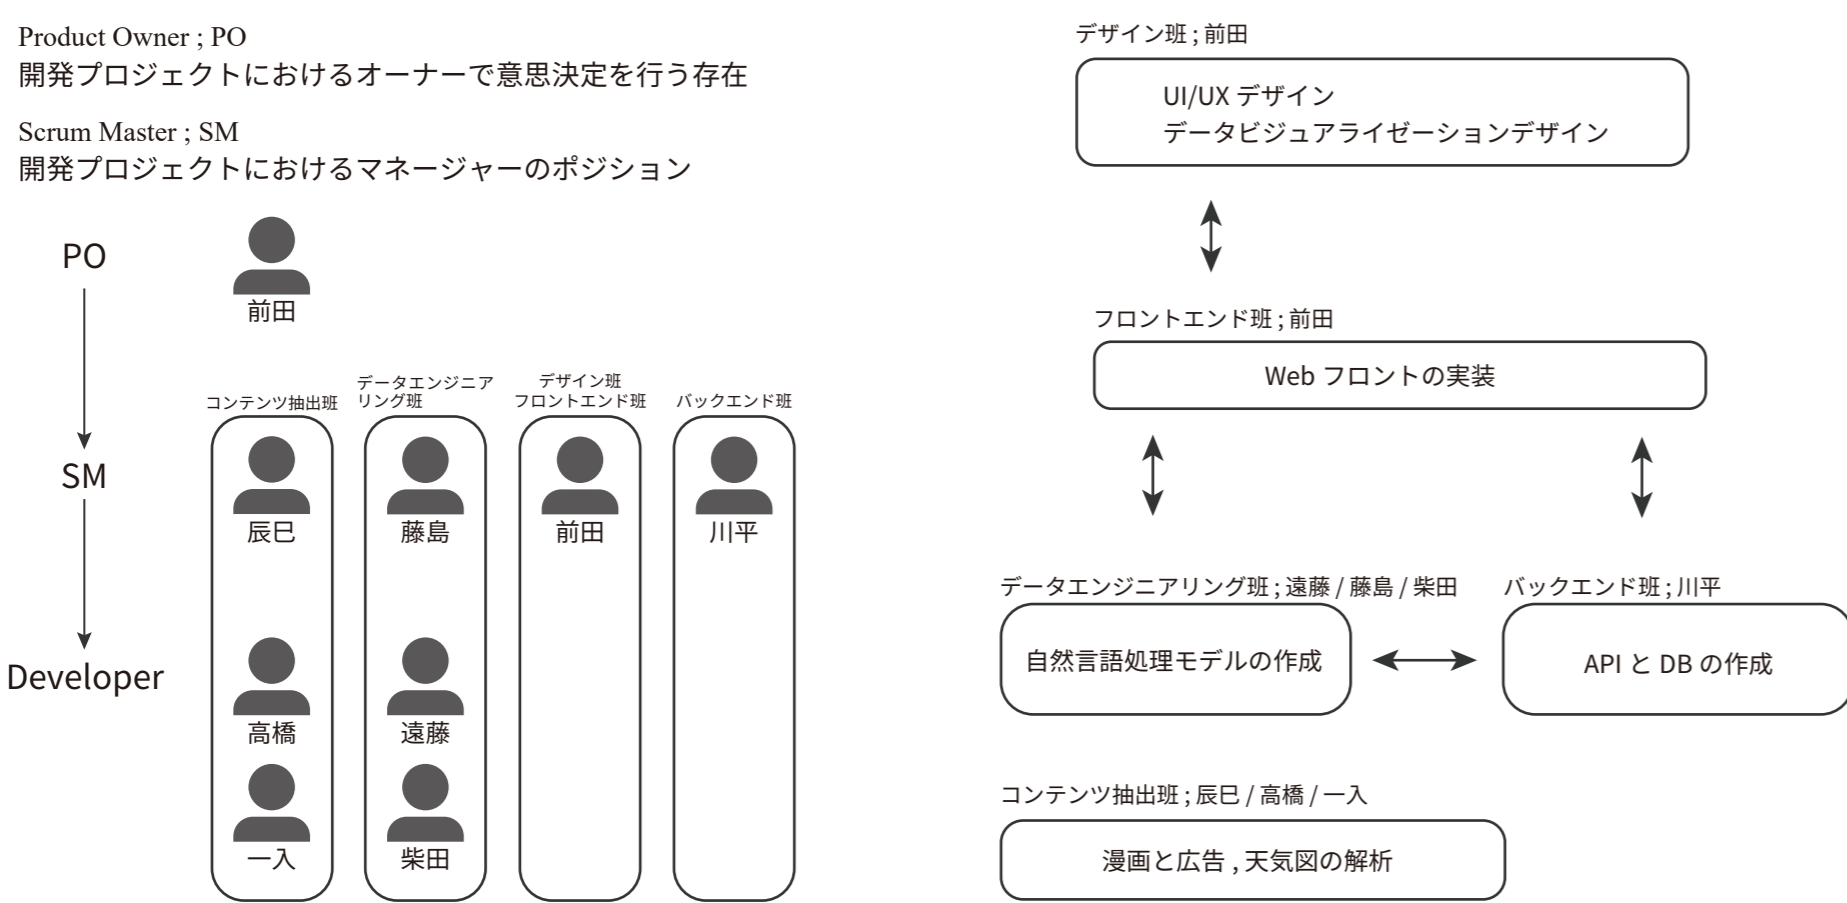 Product Owner ; PO
開発プロジェクトにおけるオーナーで意思決定を行う存在
Scrum Master ; SM
開発プロジェクトにおけるマネージャーのポジション
PO
前田
SM
Developer
コンテンツ抽出班
辰巳
高橋
一入
データエンジニア
リング班
藤島
遠藤
柴田
デザイン班
フロントエンド班
前田
バックエンド班
川平
デザイン班 ; 前田
UI/UX デザイン
データビジュアライゼーションデザイン
フロントエンド班 ; 前田
Web フロントの実装
データエンジニアリング班 ; 遠藤 / 藤島 / 柴田
自然言語処理モデルの作成
バックエンド班 ; 川平
API と DB の作成
コンテンツ抽出班 ; 辰巳 / 高橋 / 一入
漫画と広告 , 天気図の解析